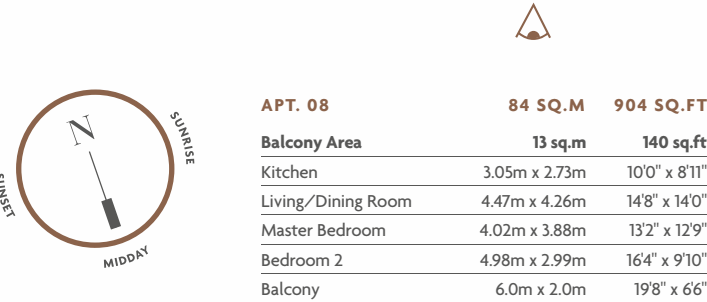 APT. 08 84 SQ.M 904 SQ.FT
Balcony Area 13 sq.m 140 sq.ft
Kitchen 3.05m x 2.73m 10'0" x 8'11"
Living/Dining Room 4.47m x 4.26m 14'8" x 14'0"
Master Bedroom 4.02m x 3.88m 13'2" x 12'9"
Bedroom 2 4.98m x 2.99m 16'4" x 9'10"
Balcony 6.0m x 2.0m 19'8" x 6'6"
N
SUNRISE
SUNSET
MIDDAY